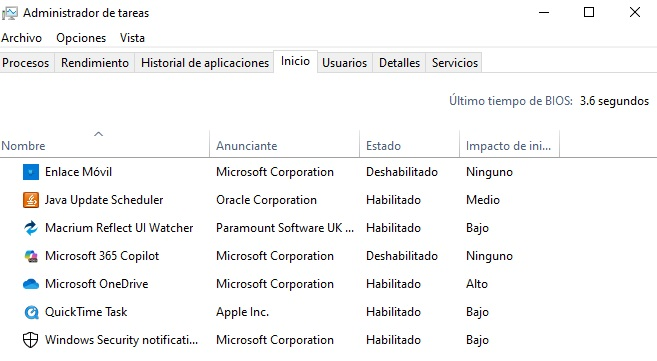 Administrador de tareas
Archivo Opciones Vista
Procesos Rendimiento Historial de aplicaciones Inicio Usuarios Detalles Servicios
Último tiempo de BIOS: 3.6 segundos
Nombre Anunciante Estado Impacto de ini...
Enlace Móvil Microsoft Corporation Deshabilitado Ninguno
Java Update Scheduler Oracle Corporation Habilitado Medio
Macrium Reflect UI Watcher Paramount Software UK ... Habilitado Bajo
Microsoft 365 Copilot Microsoft Corporation Deshabilitado Ninguno
Microsoft OneDrive Microsoft Corporation Habilitado Alto
QuickTime Task Apple Inc. Habilitado Bajo
Windows Security notificati... Microsoft Corporation Habilitado Bajo